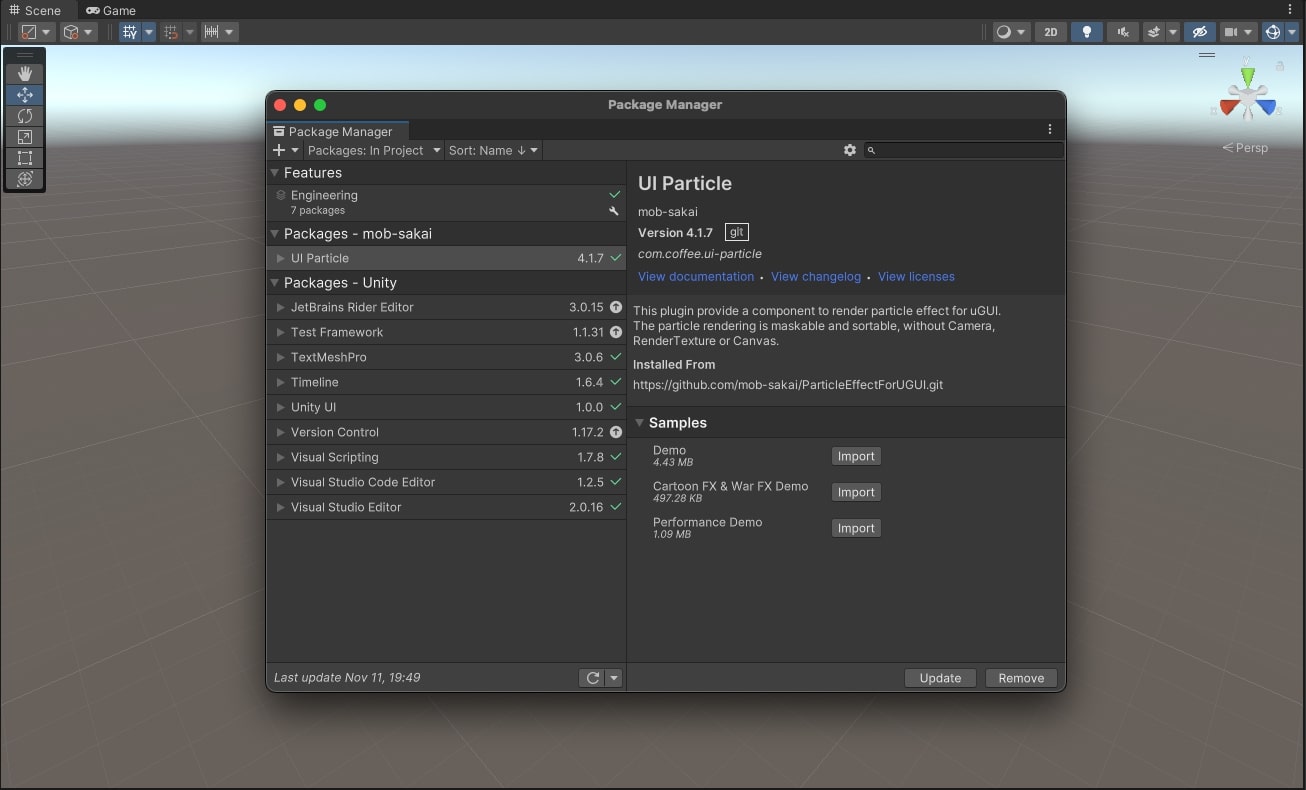 Scene
Game
2D
Y
Persp
Package Manager
Package Manager
Packages: In Project
Sort: Name ↓
Features
Engineering
7 packages
Packages - mob-sakai
UI Particle 4.1.7
Packages - Unity
JetBrains Rider Editor 3.0.15
Test Framework 1.1.31
TextMeshPro 3.0.6
Timeline 1.6.4
Unity UI 1.0.0
Version Control 1.17.2
Visual Scripting 1.7.8
Visual Studio Code Editor 1.2.5
Visual Studio Editor 2.0.16
Last update Nov 11, 19:49
UI Particle
mob-sakai
Version 4.1.7 git
com.coffee.ui-particle
View documentation • View changelog • View licenses
This plugin provide a component to render particle effect for uGUI.
The particle rendering is maskable and sortable, without Camera,
RenderTexture or Canvas.
Installed From
https://github.com/mob-sakai/ParticleEffectForUGUI.git
Samples
Demo
4.43 MB
Import
Cartoon FX & War FX Demo
497.28 KB
Import
Performance Demo
1.09 MB
Import
Update
Remove